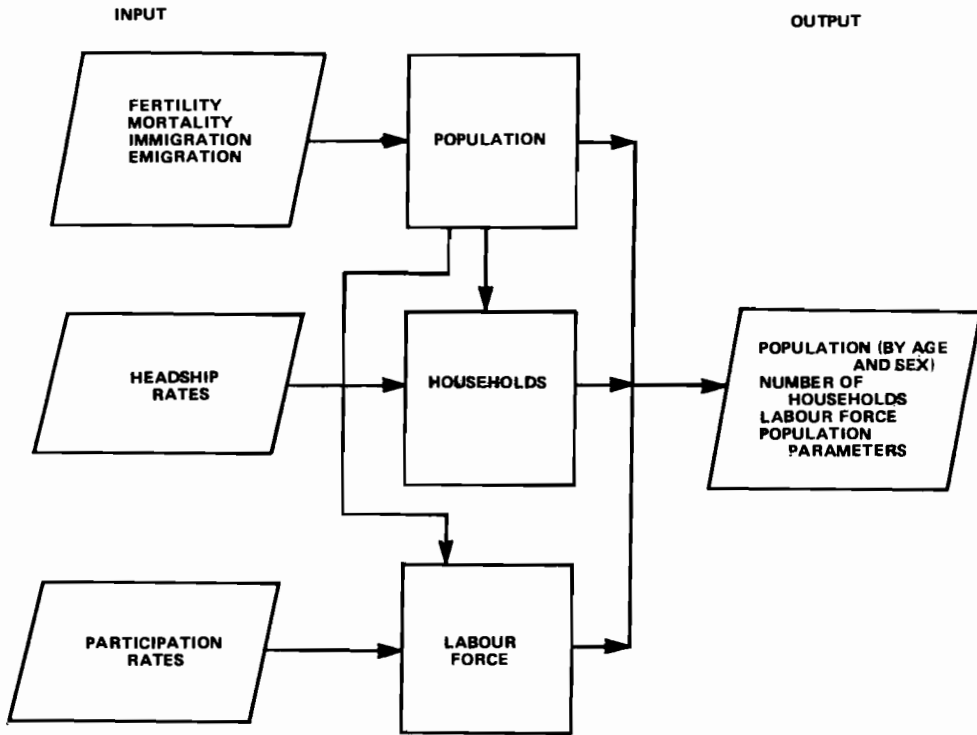 INPUT
OUTPUT
FERTILITY
MORTALITY
IMMIGRATION
EMIGRATION
POPULATION
HEADSHIP
RATES
HOUSEHOLDS
POPULATION (BY AGE
AND SEX)
NUMBER OF
HOUSEHOLDS
LABOUR FORCE
POPULATION
PARAMETERS
PARTICIPATION
RATES
LABOUR
FORCE